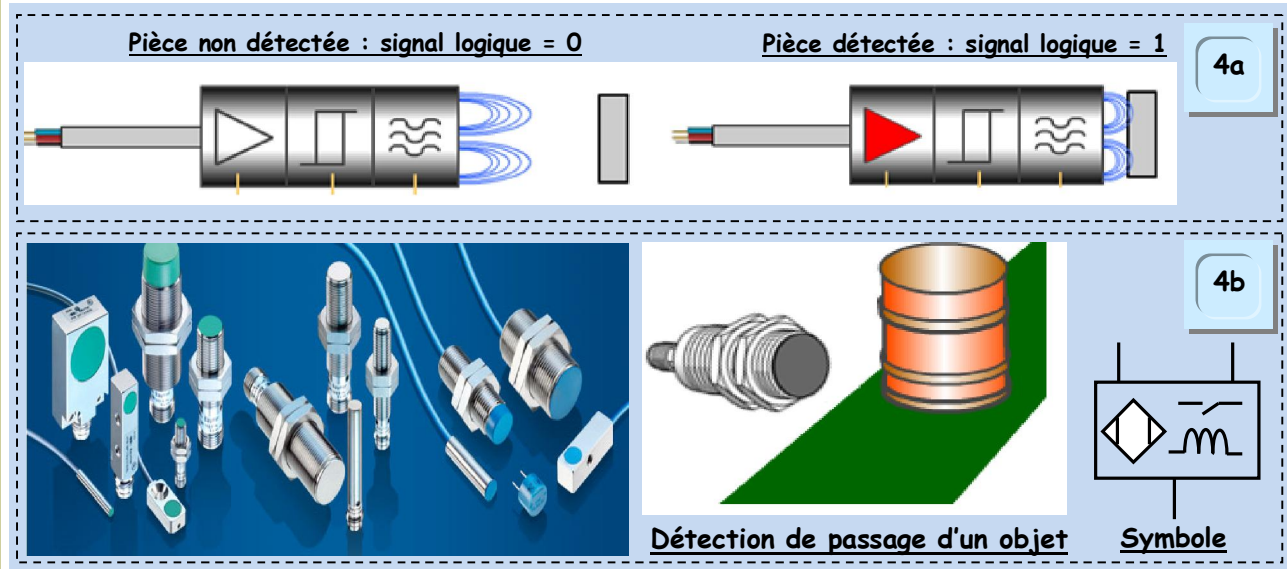 Pièce non détectée : signal logique = 0
Pièce détectée : signal logique = 1
4a
4b
Détection de passage d'un objet
Symbole